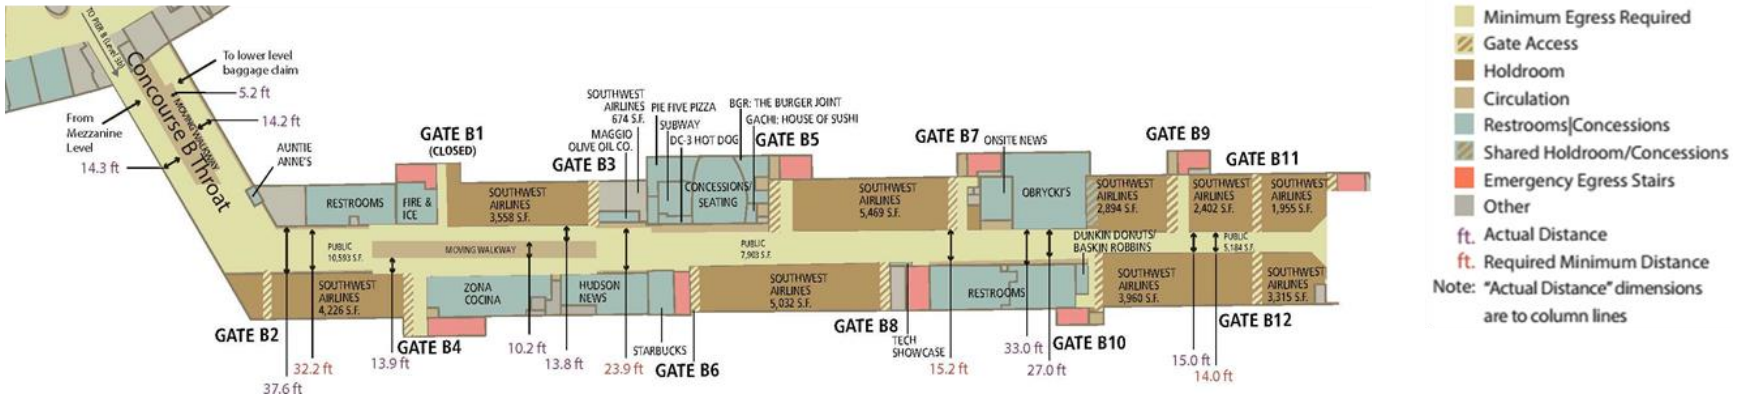 TO PIER B (Level 3b)
Concourse B Throat
MOVING WALKWAY
To lower level
baggage claim
5.2 ft
14.2 ft
From
Mezzanine
Level
14.3 ft
AUNTIE
ANNE'S
GATE B1
(CLOSED)
GATE B3
SOUTHWEST
AIRLINES
674 S.F.
MAGGIO
OLIVE OIL CO.
PIE FIVE PIZZA
SUBWAY
DC-3 HOT DOG
BGR: THE BURGER JOINT
GACHI: HOUSE OF SUSHI
GATE B5
GATE B7
ONSITE NEWS
GATE B9
GATE B11
RESTROOMS
FIRE &
ICE
SOUTHWEST
AIRLINES
3,558 S.F.
CONCESSIONS/
SEATING
SOUTHWEST
AIRLINES
5,469 S.F.
OBRYCKI'S
SOUTHWEST
AIRLINES
2,894 S.F.
SOUTHWEST
AIRLINES
2,402 S.F.
SOUTHWEST
AIRLINES
1,955 S.F.
PUBLIC
10,593 S.F.
MOVING WALKWAY
PUBLIC
7,903 S.F.
DUNKIN DONUTS/
BASKIN ROBBINS
PUBLIC
5,184 S.F.
SOUTHWEST
AIRLINES
4,226 S.F.
ZONA
COCINA
HUDSON
NEWS
SOUTHWEST
AIRLINES
5,032 S.F.
RESTROOMS
SOUTHWEST
AIRLINES
3,960 S.F.
SOUTHWEST
AIRLINES
3,315 S.F.
GATE B2
GATE B4
STARBUCKS
GATE B6
GATE B8
TECH
SHOWCASE
GATE B10
GATE B12
37.6 ft
32.2 ft
13.9 ft
10.2 ft
13.8 ft
23.9 ft
15.2 ft
33.0 ft
27.0 ft
15.0 ft
14.0 ft
Minimum Egress Required
Gate Access
Holdroom
Circulation
Restrooms|Concessions
Shared Holdroom/Concessions
Emergency Egress Stairs
Other
ft. Actual Distance
ft. Required Minimum Distance
Note: "Actual Distance" dimensions
are to column lines